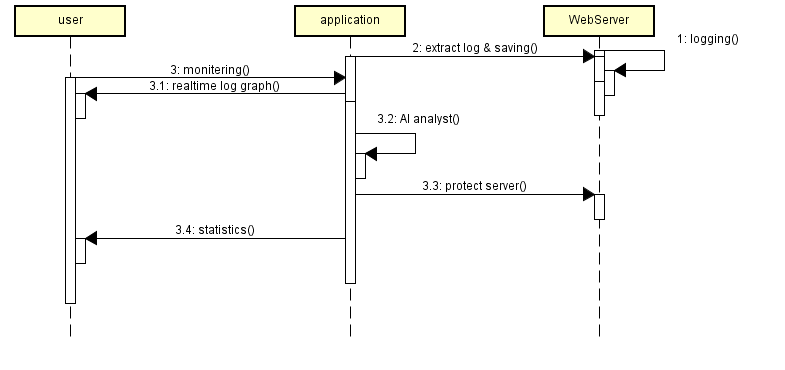 user
application
WebServer
1: logging()
2: extract log & saving()
3: monitering()
3.1: realtime log graph()
3.2: AI analyst()
3.3: protect server()
3.4: statistics()